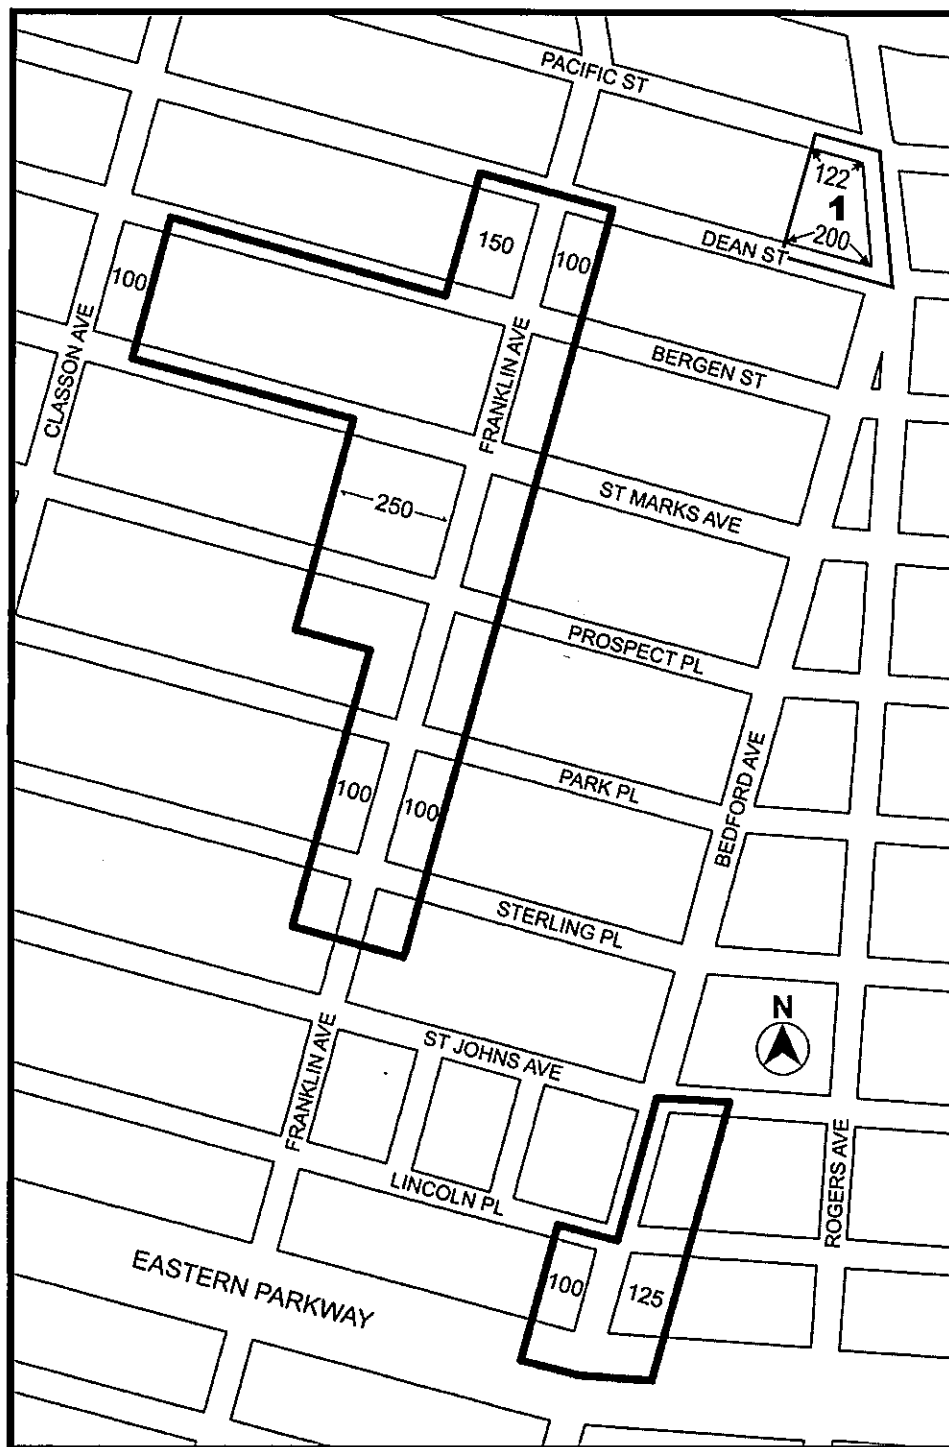 PACIFIC ST
122
1
200
DEAN ST
150
100
100
CLASSON AVE
FRANKLIN AVE
BERGEN ST
250
ST MARKS AVE
PROSPECT PL
BEDFORD AVE
PARK PL
100
100
STERLING PL
N
ST JOHNS AVE
FRANKLIN AVE
ROGERS AVE
LINCOLN PL
EASTERN PARKWAY
100
125